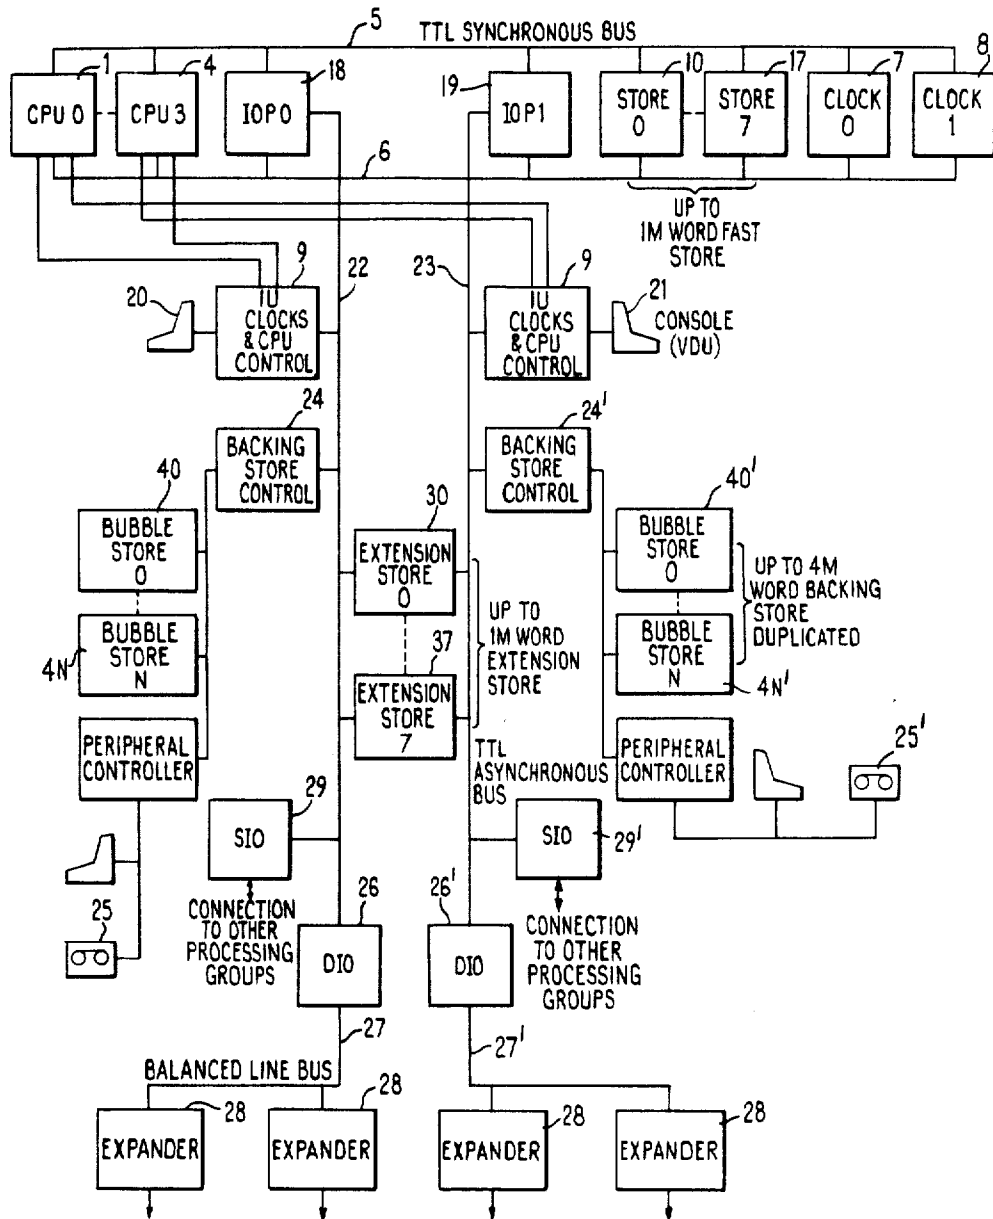 5
TTL SYNCHRONOUS BUS
1
4
18
10
17
7
8
CPU 0
CPU 3
IOP 0
19
IOP1
STORE
0
STORE
7
CLOCK
0
CLOCK
1
6
UP TO
1M WORD FAST
STORE
9
22
23
9
20
21
IU
CLOCKS
& CPU
CONTROL
IU
CLOCKS
& CPU
CONTROL
CONSOLE
(VDU)
24
24'
BACKING
STORE
CONTROL
BACKING
STORE
CONTROL
40
30
40'
BUBBLE
STORE
0
EXTENSION
STORE
0
BUBBLE
STORE
0
UP TO 4M
WORD BACKING
STORE
DUPLICATED
4N
BUBBLE
STORE
N
UP TO
1M WORD
EXTENSION
STORE
BUBBLE
STORE
N
4N'
37
EXTENSION
STORE
7
PERIPHERAL
CONTROLLER
TTL
ASYNCHRONOUS
BUS
PERIPHERAL
CONTROLLER
25'
29
SIO
SIO
29'
26
26'
CONNECTION
TO OTHER
PROCESSING
GROUPS
CONNECTION
TO OTHER
PROCESSING
GROUPS
25
DIO
DIO
27
27'
BALANCED LINE BUS
28
28
28
28
EXPANDER
EXPANDER
EXPANDER
EXPANDER